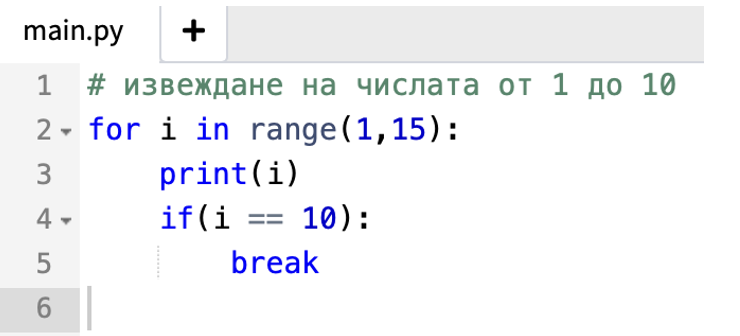 main.py +
1 # извеждане на числата от 1 до 10
2 for i in range(1,15):
3     print(i)
4     if(i == 10):
5         break
6